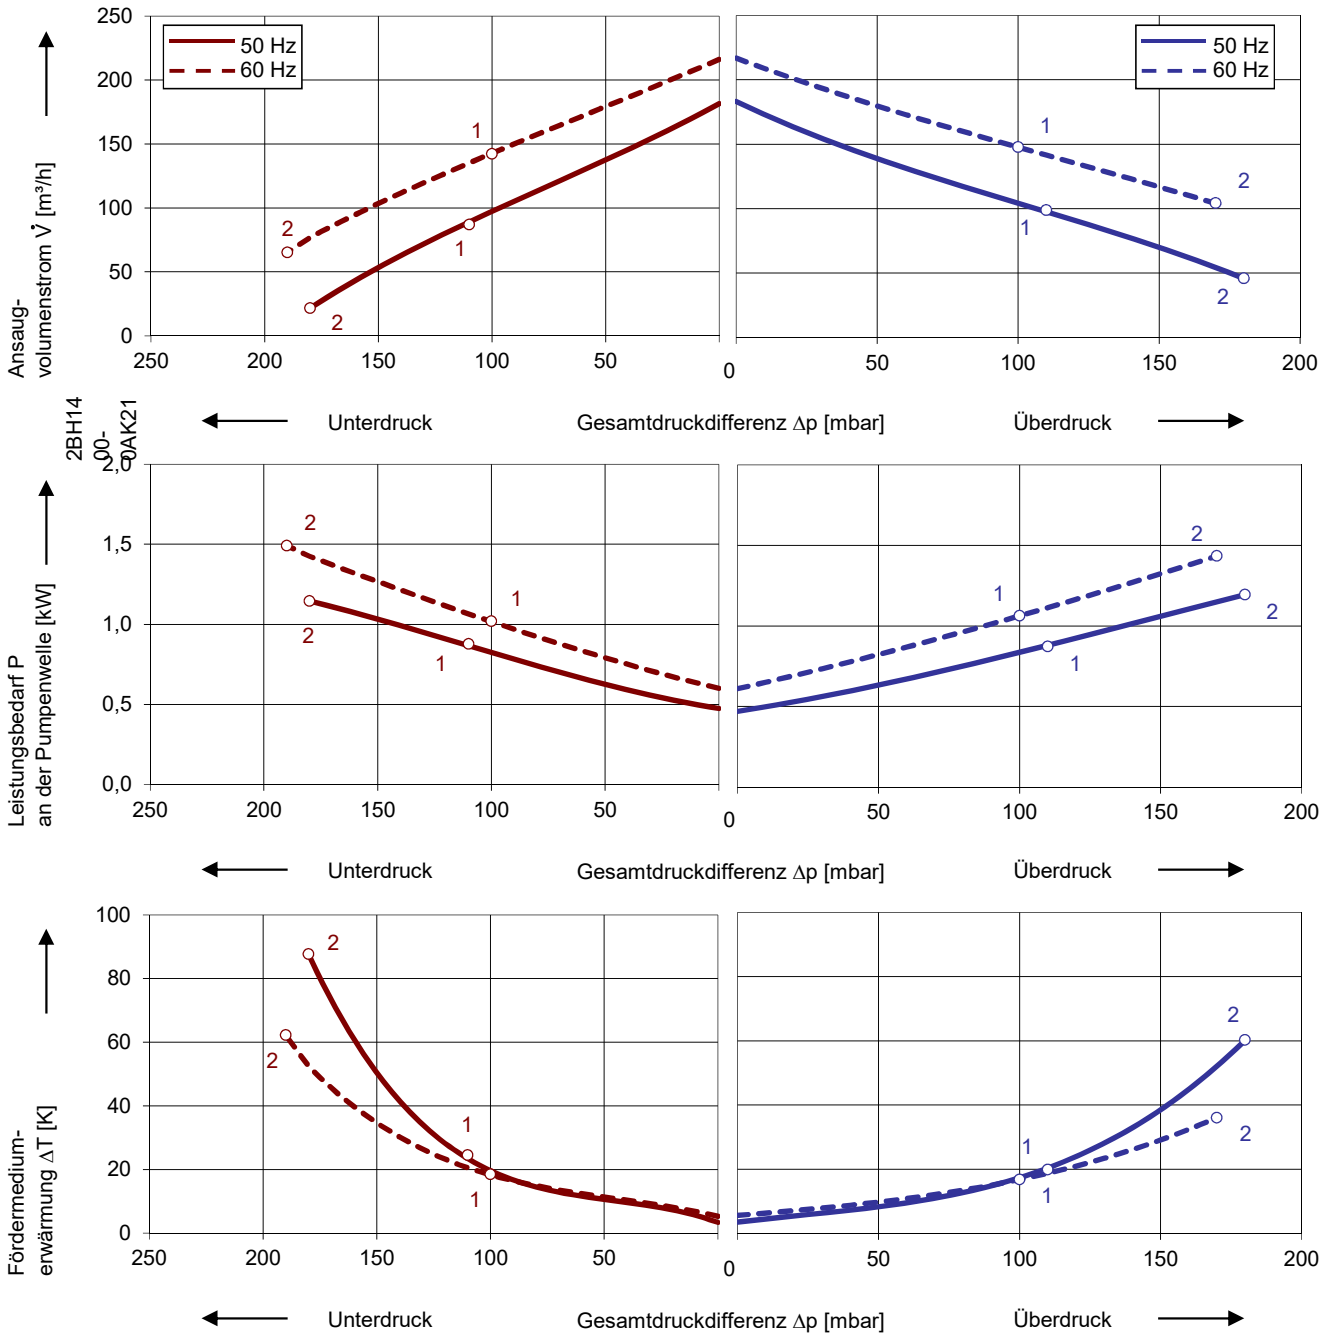 250
200
150
100
50
0
Ansaug-
volumenstrom V̇ [m³/h]
50 Hz
60 Hz
1
2
1
2
50 Hz
60 Hz
1
2
1
2
250 200 150 100 50 0 50 100 150 200
Unterdruck Gesamtdruckdifferenz Δp [mbar] Überdruck
2BH14
00-
0AK21
2,0
1,5
1,0
0,5
0,0
Leistungsbedarf P
an der Pumpenwelle [kW]
2
1
2
1
2
1
2
1
250 200 150 100 50 0 50 100 150 200
Unterdruck Gesamtdruckdifferenz Δp [mbar] Überdruck
100
80
60
40
20
0
Fördermedium-
erwärmung ΔT [K]
2
2
1
1
2
1
2
1
250 200 150 100 50 0 50 100 150 200
Unterdruck Gesamtdruckdifferenz Δp [mbar] Überdruck